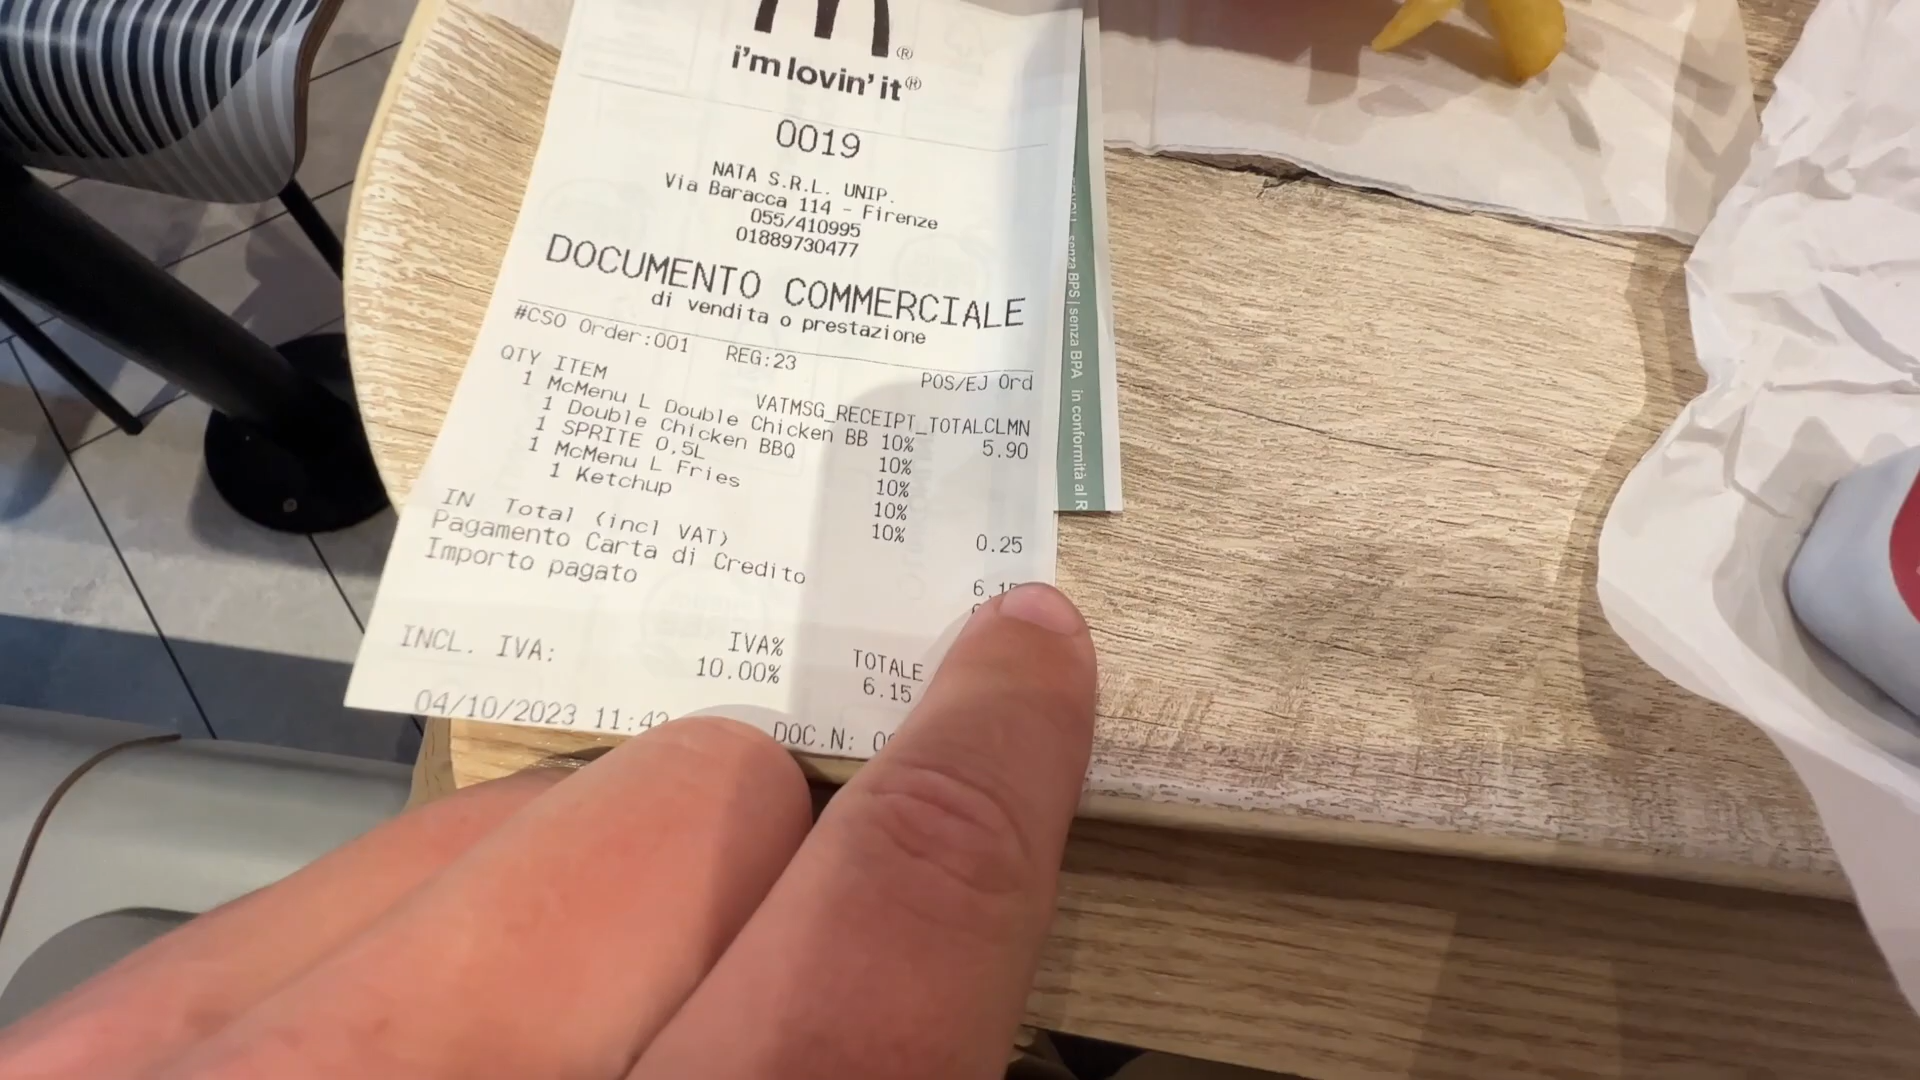 i'm lovin' it®
0019
NATA S.R.L. UNIP.
Via Baracca 114 - Firenze
055/410995
01889730477
DOCUMENTO COMMERCIALE
di vendita o prestazione
#CSO Order:001 REG:23 POS/EJ Ord
QTY ITEM VATMSG_RECEIPT_TOTALCLMN
1 McMenu L Double Chicken BB 10% 5.90
1 Double Chicken BBQ 10%
1 SPRITE 0,5L 10%
1 McMenu L Fries 10%
1 Ketchup 10% 0.25
IN Total (incl VAT) 6.15
Pagamento Carta di Credito
Importo pagato
IVA% TOTALE
INCL. IVA: 10.00% 6.15
04/10/2023 11:42 DOC.N:
senza BPS | senza BPA in conformità al R